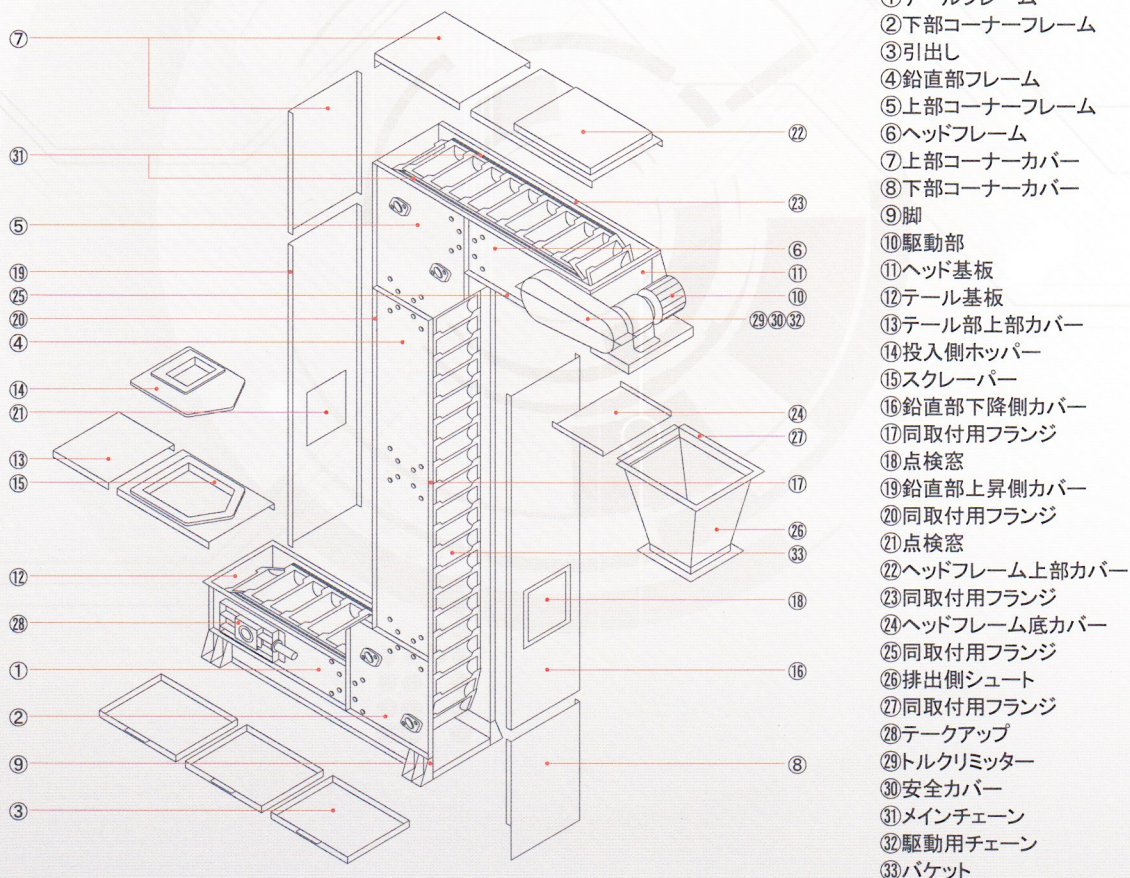 ⑦
㉒
㉛
㉓
⑤
⑥
⑲
⑪
㉕
⑩
⑳
㉙㉚㉜
④
⑭
㉑
㉔
㉗
⑬
⑮
⑰
㉖
㉝
⑫
⑱
㉘
①
⑯
②
⑨
⑧
③
①テールフレーム
②下部コーナーフレーム
③引出し
④鉛直部フレーム
⑤上部コーナーフレーム
⑥ヘッドフレーム
⑦上部コーナーカバー
⑧下部コーナーカバー
⑨脚
⑩駆動部
⑪ヘッド基板
⑫テール基板
⑬テール部上部カバー
⑭投入側ホッパー
⑮スクレーパー
⑯鉛直部下降側カバー
⑰同取付用フランジ
⑱点検窓
⑲鉛直部上昇側カバー
⑳同取付用フランジ
㉑点検窓
㉒ヘッドフレーム上部カバー
㉓同取付用フランジ
㉔ヘッドフレーム底カバー
㉕同取付用フランジ
㉖排出側シュート
㉗同取付用フランジ
㉘テークアップ
㉙トルクリミッター
㉚安全カバー
㉛メインチェーン
㉜駆動用チェーン
㉝バケット